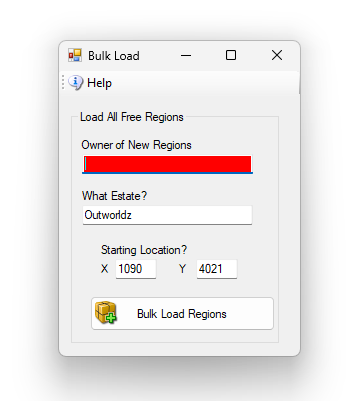 Bulk Load
Help
Load All Free Regions
Owner of New Regions
What Estate?
Outworldz
Starting Location?
X 1090 Y 4021
Bulk Load Regions